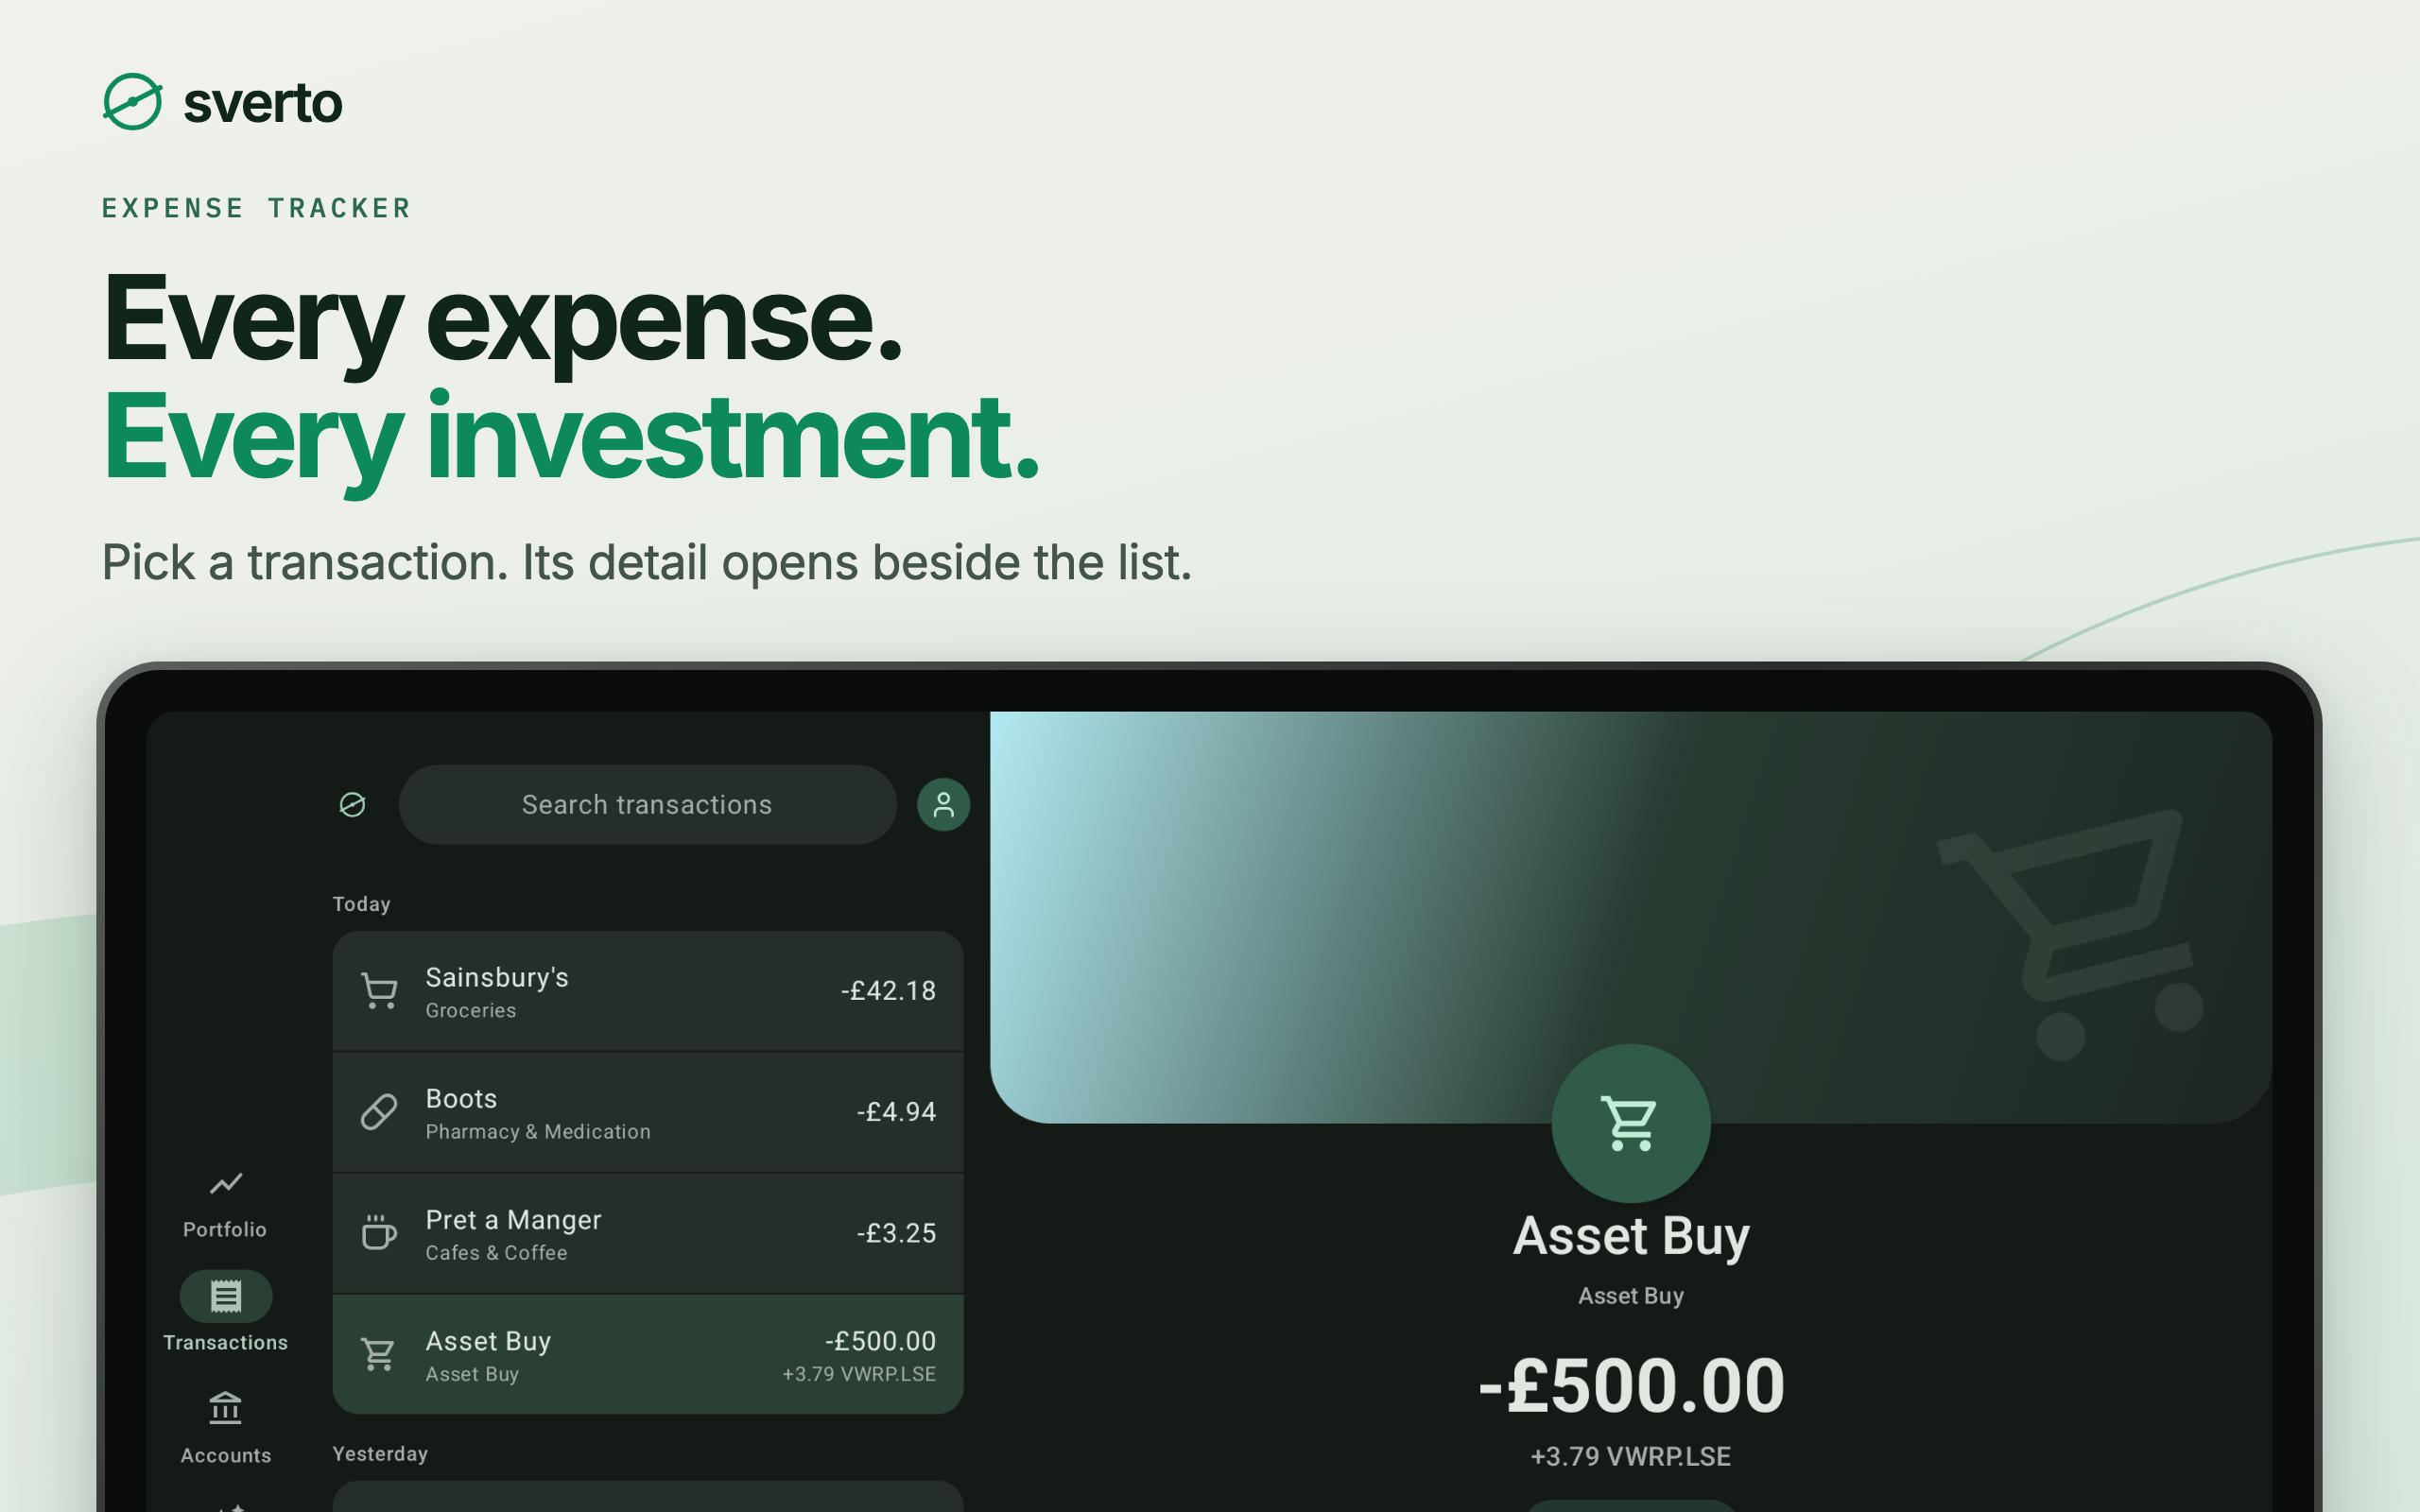 sverto
EXPENSE TRACKER
Every expense.
Every investment.
Pick a transaction. Its detail opens beside the list.
Search transactions
Today
Sainsbury's
Groceries
-£42.18
Boots
Pharmacy & Medication
-£4.94
Pret a Manger
Cafes & Coffee
-£3.25
Asset Buy
Asset Buy
-£500.00
+3.79 VWRP.LSE
Yesterday
Portfolio
Transactions
Accounts
Asset Buy
Asset Buy
-£500.00
+3.79 VWRP.LSE